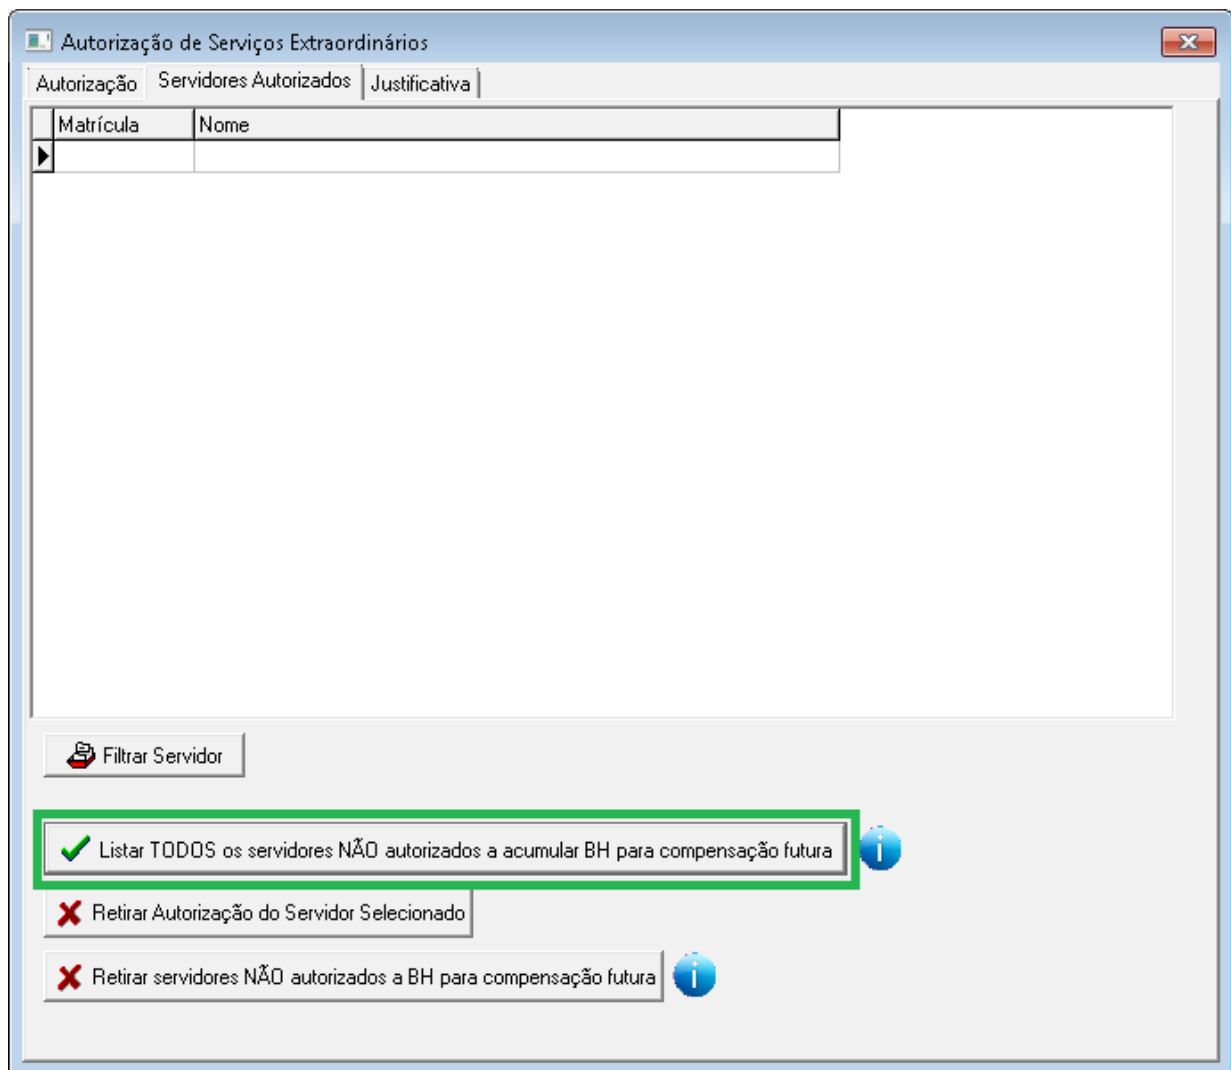 Autorização de Serviços Extraordinários
Autorização Servidores Autorizados Justificativa
Matrícula Nome
Filtrar Servidor
Listar TODOS os servidores NÃO autorizados a acumular BH para compensação futura
Retirar Autorização do Servidor Selecionado
Retirar servidores NÃO autorizados a BH para compensação futura